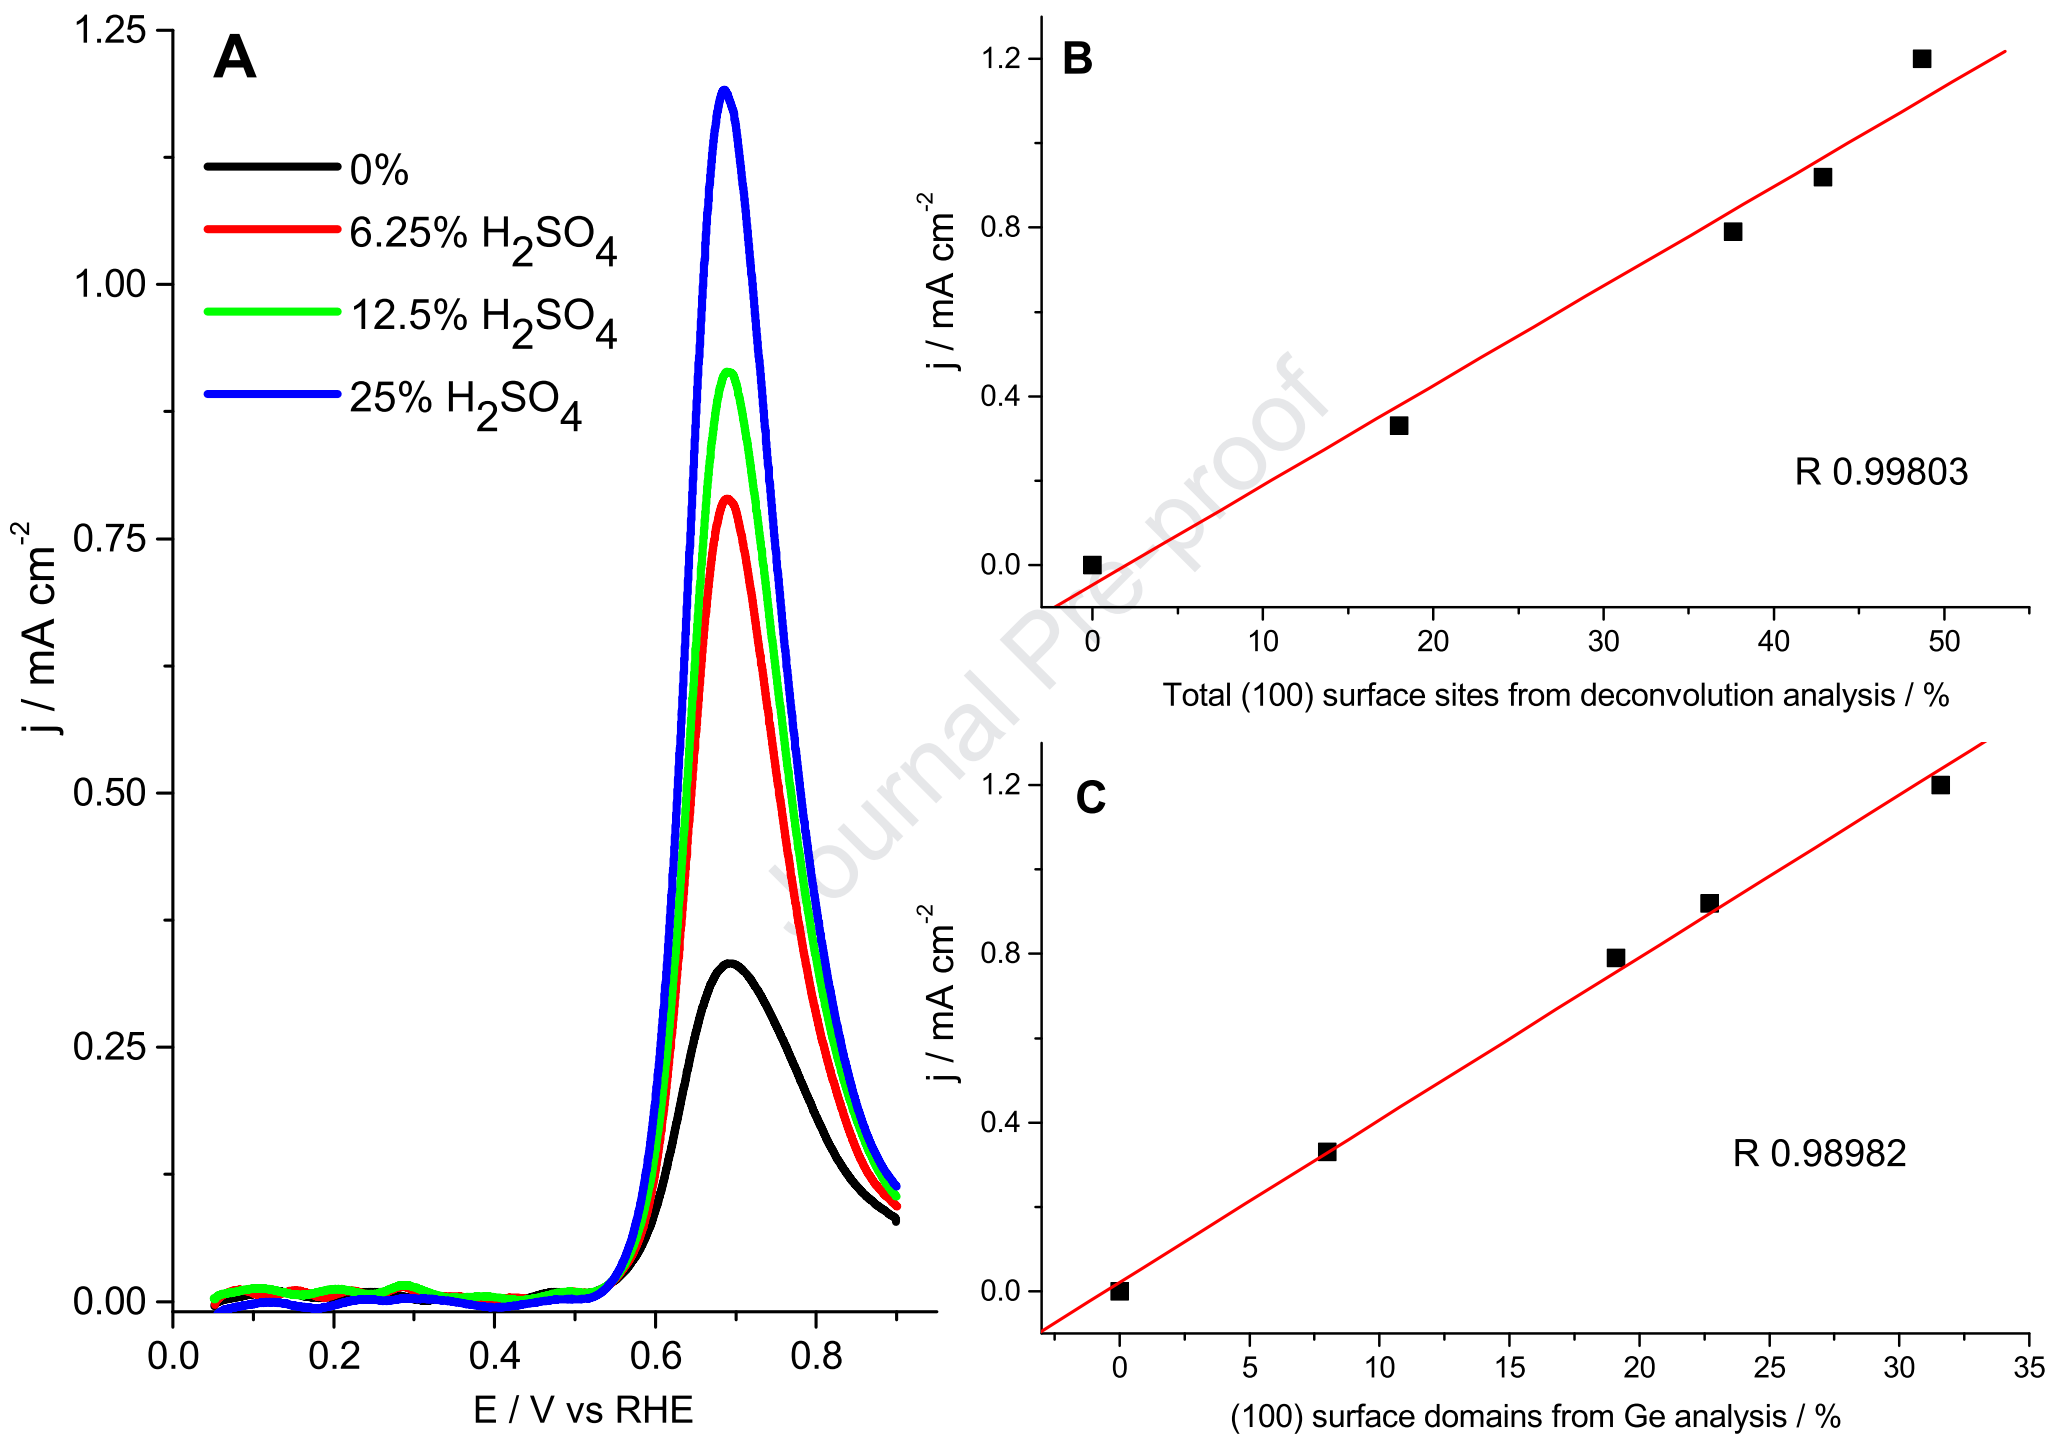 A
1.25
1.00
0.75
0.50
0.25
0.00
j / mA cm-2
0%
6.25% H2SO4
12.5% H2SO4
25% H2SO4
0.0 0.2 0.4 0.6 0.8
E / V vs RHE
B
1.2
0.8
0.4
0.0
j / mA cm-2
R 0.99803
0 10 20 30 40 50
Total (100) surface sites from deconvolution analysis / %
C
1.2
0.8
0.4
0.0
j / mA cm-2
R 0.98982
0 5 10 15 20 25 30 35
(100) surface domains from Ge analysis / %
Journal Pre-proof